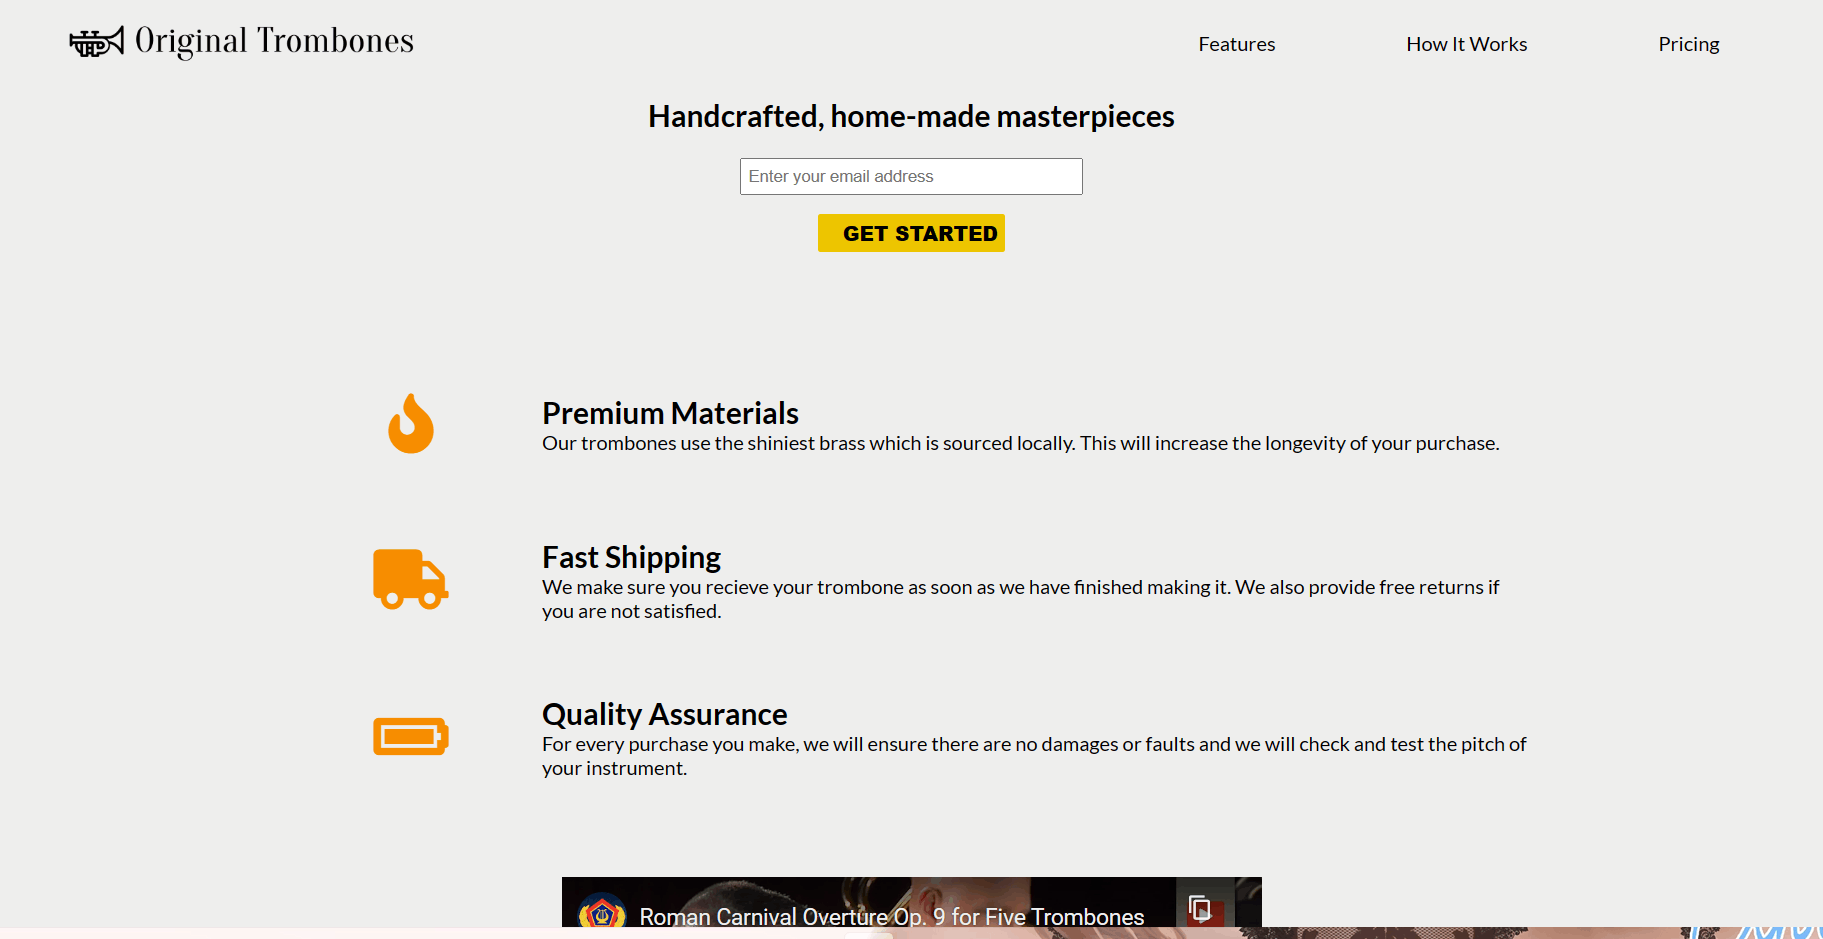 Original Trombones
Features
How It Works
Pricing
Handcrafted, home-made masterpieces
Enter your email address
GET STARTED
Premium Materials
Our trombones use the shiniest brass which is sourced locally. This will increase the longevity of your purchase.
Fast Shipping
We make sure you recieve your trombone as soon as we have finished making it. We also provide free returns if
you are not satisfied.
Quality Assurance
For every purchase you make, we will ensure there are no damages or faults and we will check and test the pitch of
your instrument.
Roman Carnival Overture Op. 9 for Five Trombones